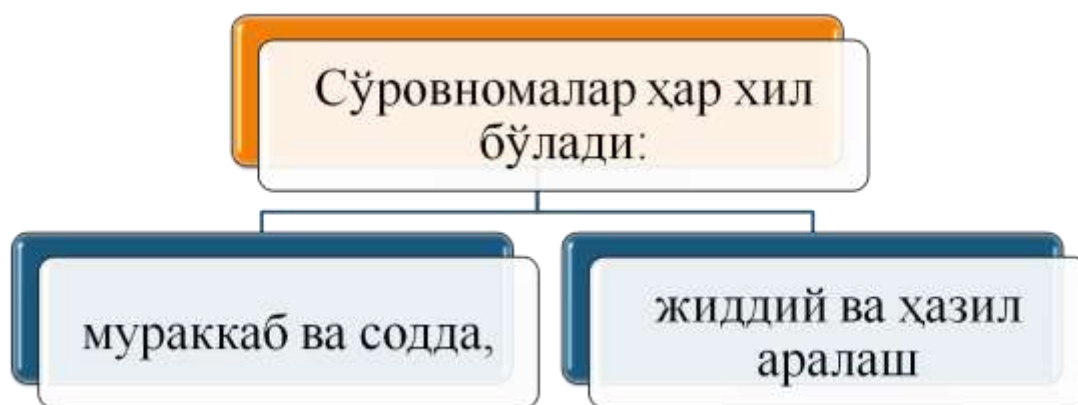 Сўровномалар ҳар хил
бўлади:
мураккаб ва содда,
жиддий ва ҳазил
аралаш